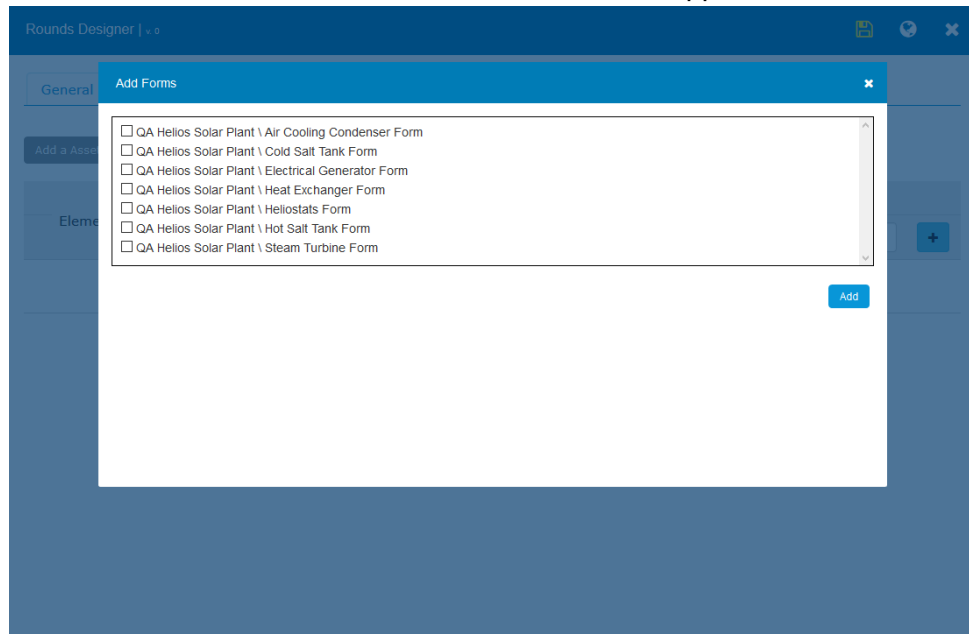 Rounds Designer | v. 0
General
Add Forms
Add a Asse
QA Helios Solar Plant \ Air Cooling Condenser Form
QA Helios Solar Plant \ Cold Salt Tank Form
QA Helios Solar Plant \ Electrical Generator Form
QA Helios Solar Plant \ Heat Exchanger Form
QA Helios Solar Plant \ Heliostats Form
QA Helios Solar Plant \ Hot Salt Tank Form
QA Helios Solar Plant \ Steam Turbine Form
Eleme
Add